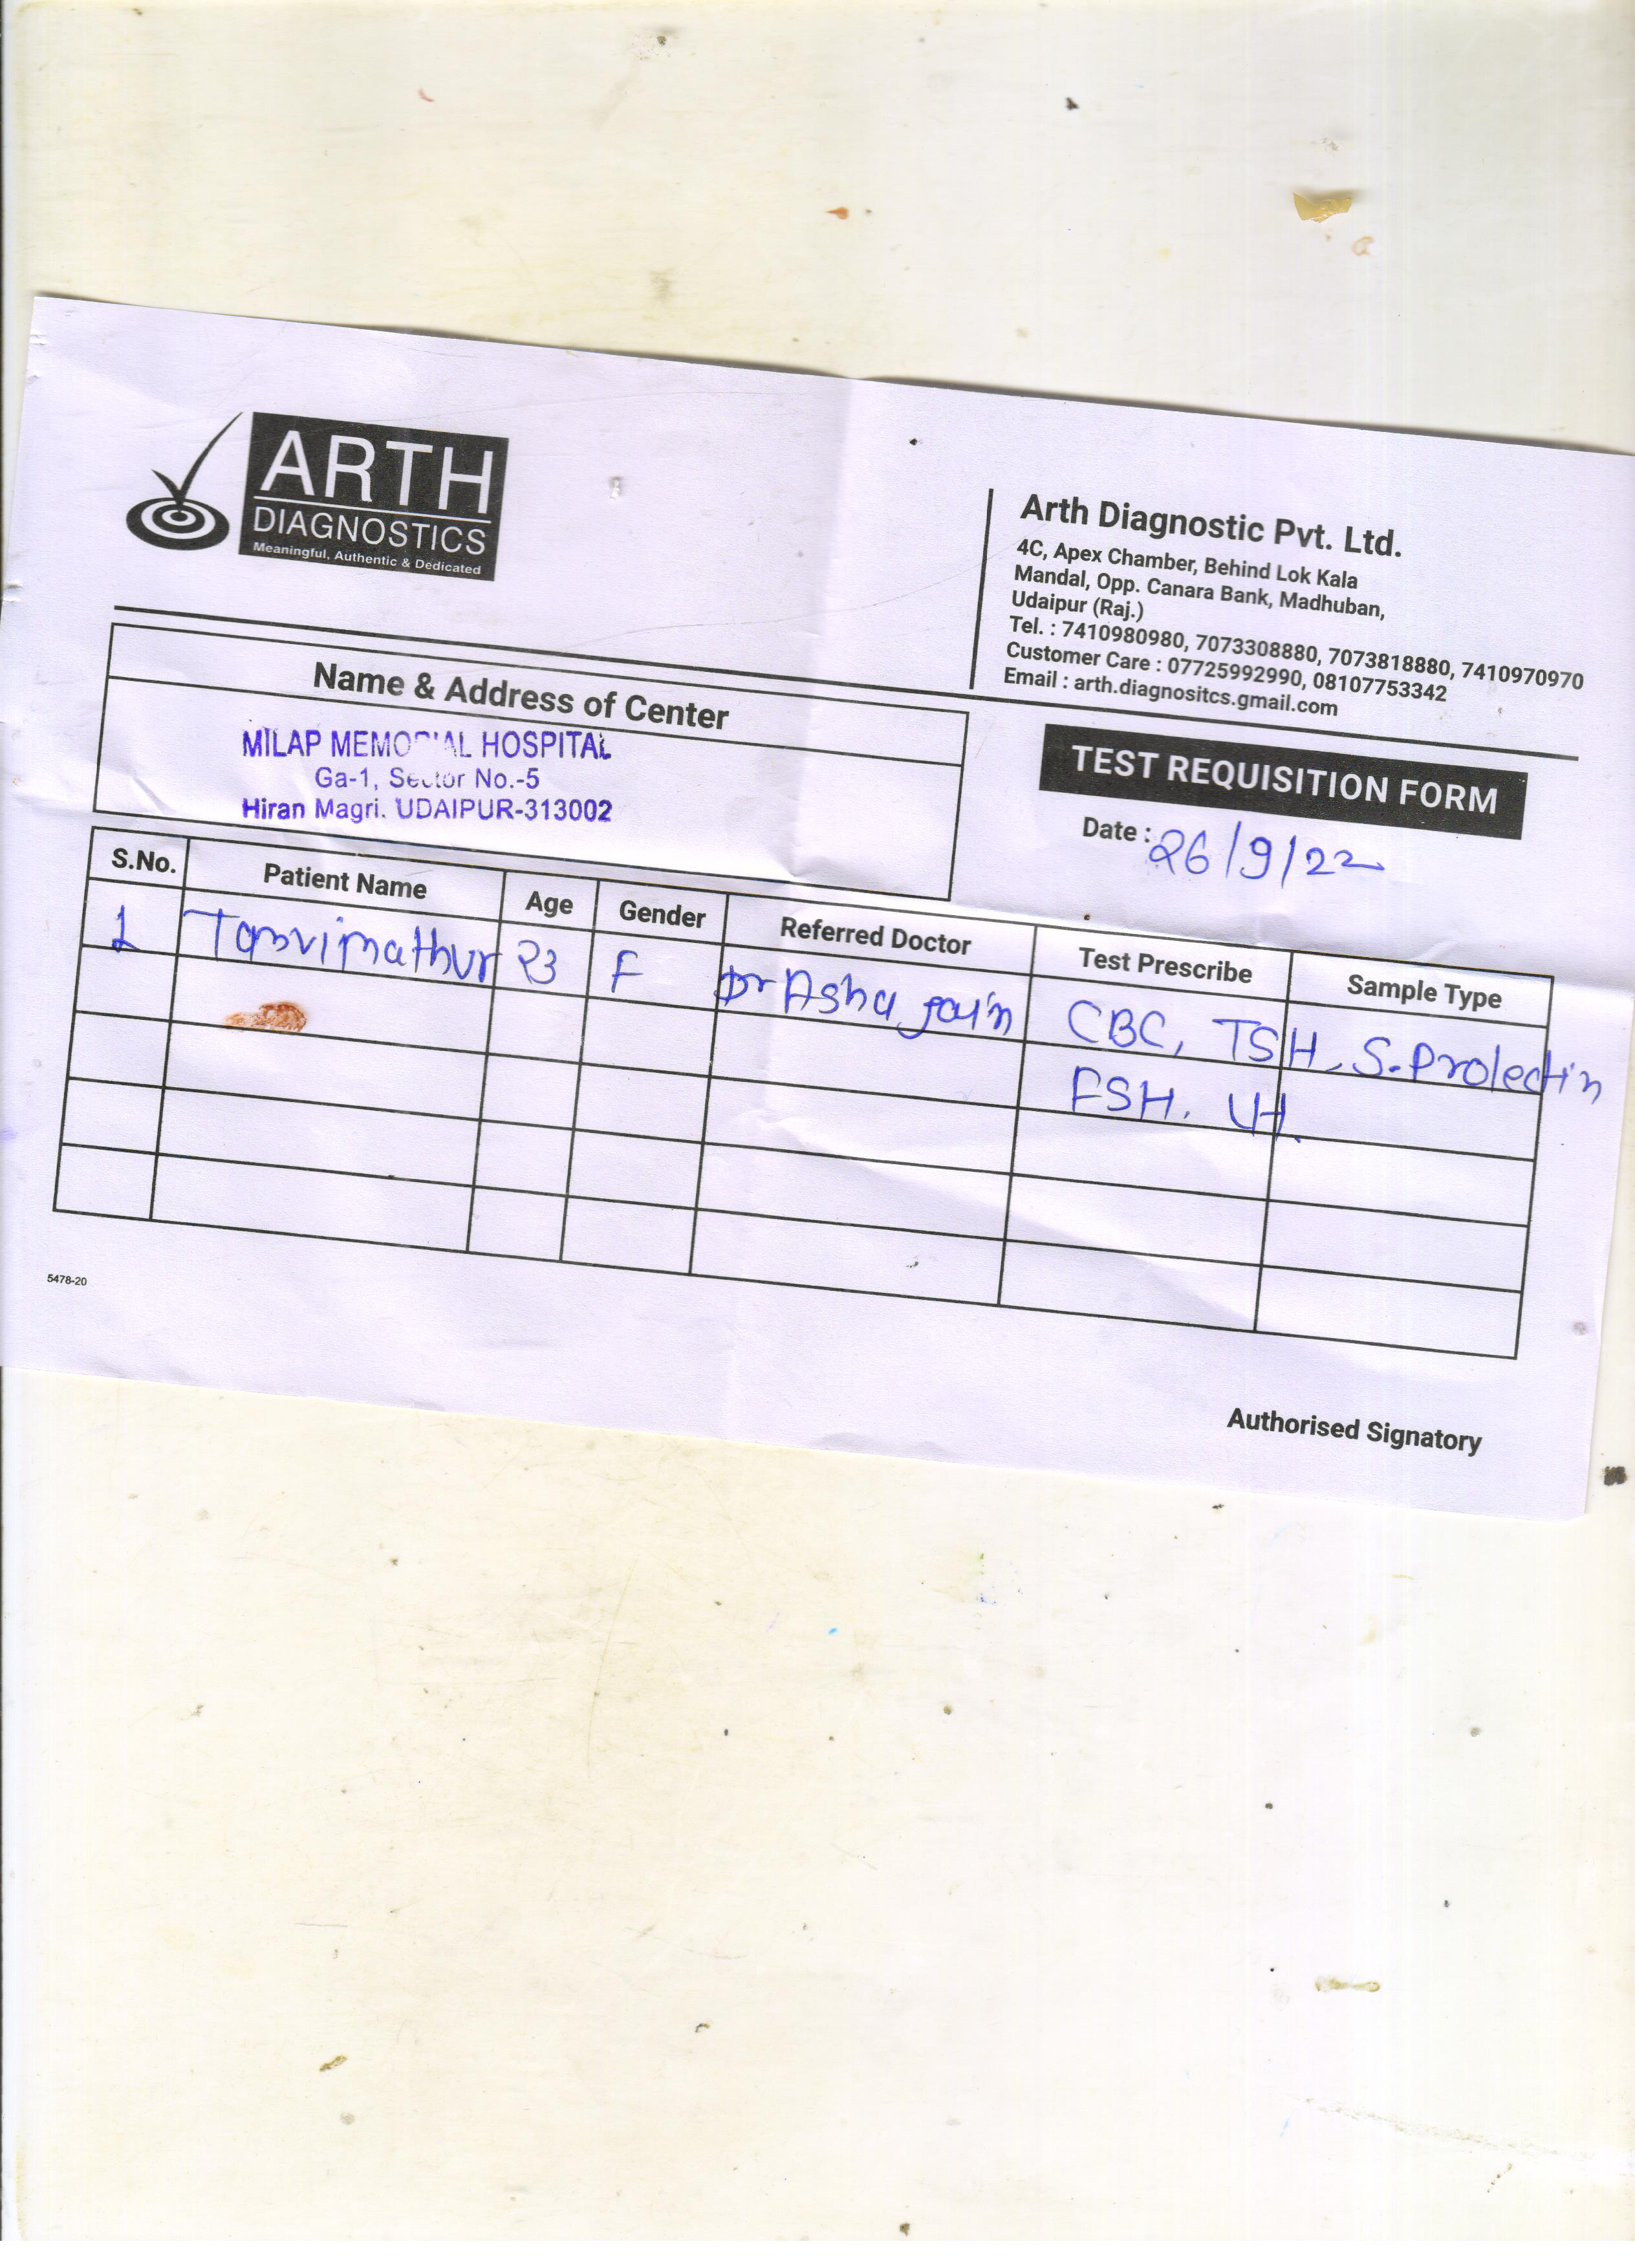 ARTH
DIAGNOSTICS
Meaningful, Authentic & Dedicated
Arth Diagnostic Pvt. Ltd.
4C, Apex Chamber, Behind Lok Kala
Mandal, Opp. Canara Bank, Madhuban,
Udaipur (Raj.)
Tel. : 7410980980, 7073308880, 7073818880, 7410970970
Customer Care : 07725992990, 08107753342
Email : arth.diagnositcs.gmail.com
Name & Address of Center
MILAP MEMORIAL HOSPITAL
Ga-1, Sector No.-5
Hiran Magri. UDAIPUR-313002
TEST REQUISITION FORM
Date : 26/9/22
S.No. Patient Name Age Gender Referred Doctor Test Prescribe Sample Type
1 mathur 23 F Dr Asha jain CBC, TSH, S.Prolectin
FSH, LH.
5478-20
Authorised Signatory